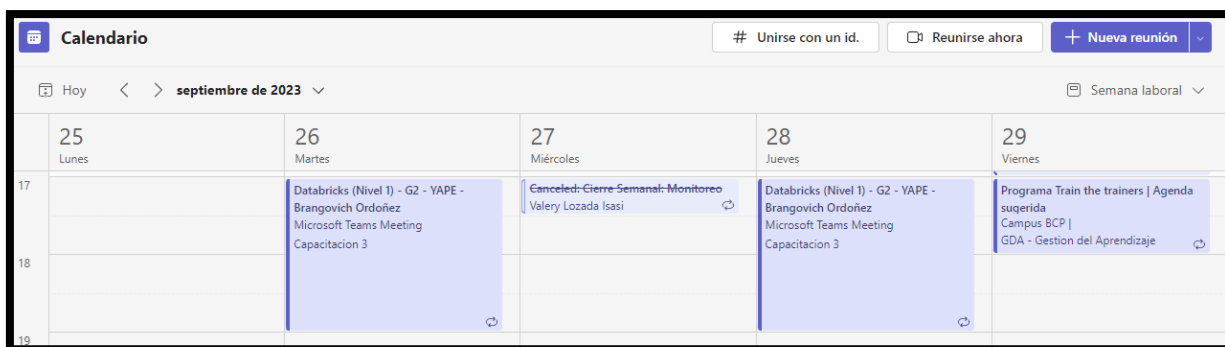 Calendario
# Unirse con un id.
Reunirse ahora
+ Nueva reunión
Hoy
septiembre de 2023
Semana laboral
25
Lunes
26
Martes
27
Miércoles
28
Jueves
29
Viernes
17
Databricks (Nivel 1) - G2 - YAPE -
Brangovich Ordoñez
Microsoft Teams Meeting
Capacitacion 3
Canceled: Cierre Semanal: Monitoreo
Valery Lozada Isasi
Databricks (Nivel 1) - G2 - YAPE -
Brangovich Ordoñez
Microsoft Teams Meeting
Capacitacion 3
Programa Train the trainers | Agenda
sugerida
Campus BCP |
GDA - Gestion del Aprendizaje
18
19